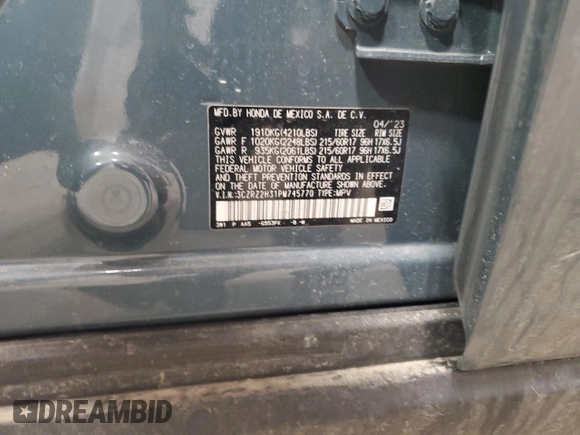 MFD.BY HONDA DE MEXICO S.A. DE C.V.
04/'23
GVWR 1910KG(4210LBS) TIRE SIZE RIM SIZE
GAWR F 1020KG(2248LBS) 215/60R17 96H 17X6.5J
GAWR R 935KG(2061LBS) 215/60R17 96H 17X6.5J
THIS VEHICLE CONFORMS TO ALL APPLICABLE
FEDERAL MOTOR VEHICLE SAFETY
AND THEFT PREVENTION STANDARDS IN EFFECT
ON THE DATE OF MANUFACTURE SHOWN ABOVE.
V.I.N.:3CZRZ2H31PM745770 TYPE:MPV
3W1 P AAS -G553PX -B -W MADE IN MEXICO
DREAMBID